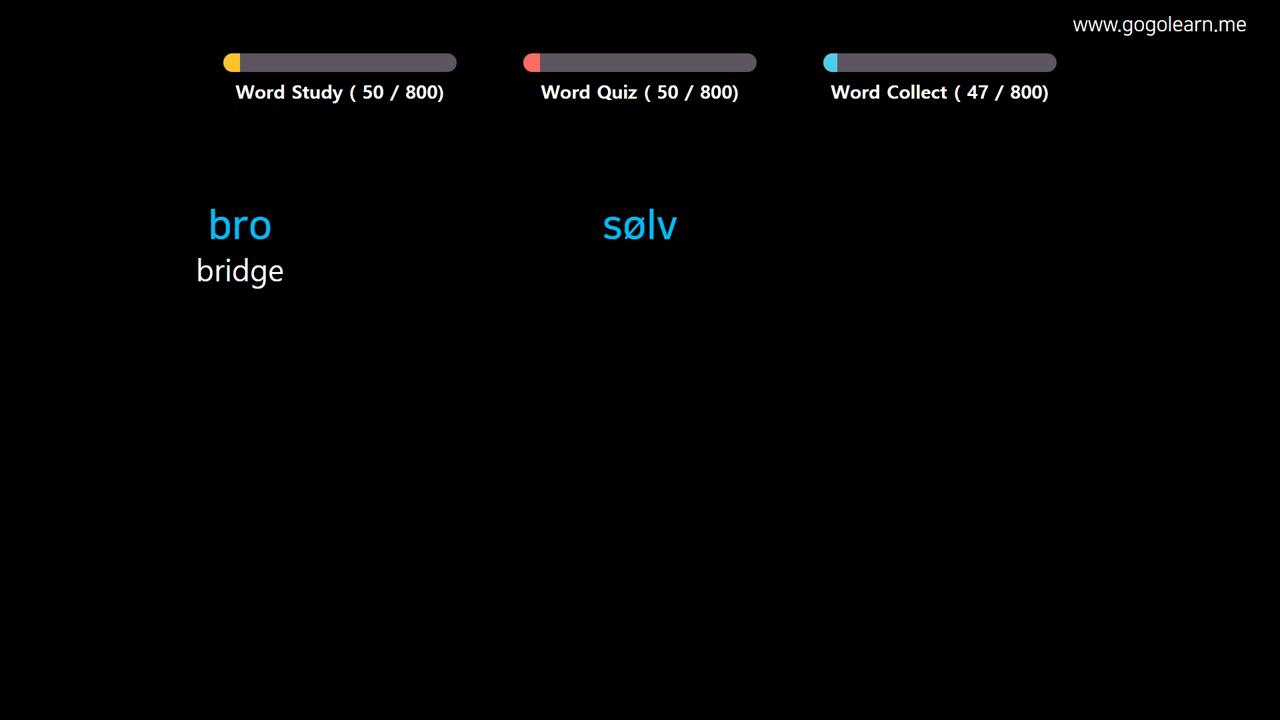 www.gogolearn.me
Word Study ( 50 / 800)
Word Quiz ( 50 / 800)
Word Collect ( 47 / 800)
bro
sølv
bridge